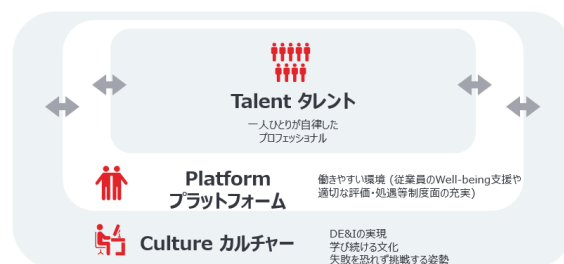 Talent タレント
一人ひとりが自律した
プロフェッショナル
Platform
プラットフォーム
働きやすい環境 (従業員のWell-being支援や
適切な評価・処遇等制度面の充実)
Culture カルチャー
DE&Iの実現
学び続ける文化
失敗を恐れず挑戦する姿勢